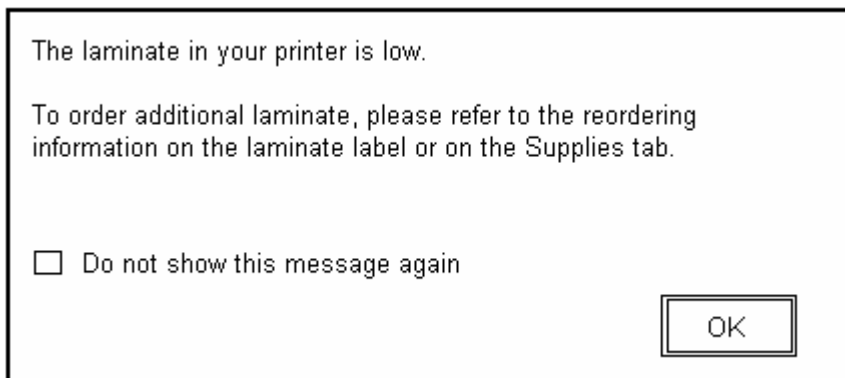 The laminate in your printer is low.
To order additional laminate, please refer to the reordering
information on the laminate label or on the Supplies tab.
Do not show this message again
OK